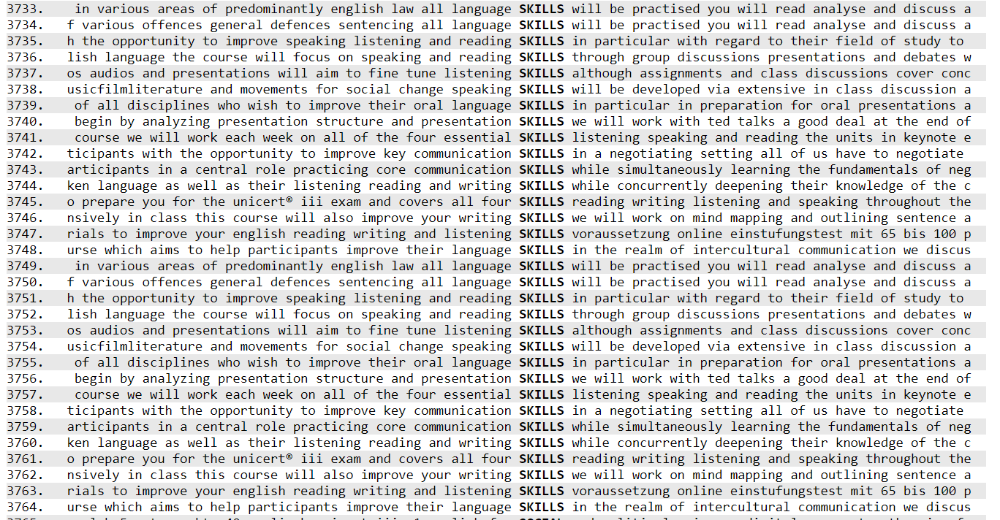 3733. in various areas of predominantly english law all language SKILLS will be practised you will read analyse and discuss a
3734. f various offences general defences sentencing all language SKILLS will be practised you will read analyse and discuss a
3735. h the opportunity to improve speaking listening and reading SKILLS in particular with regard to their field of study to
3736. lish language the course will focus on speaking and reading SKILLS through group discussions presentations and debates w
3737. os audios and presentations will aim to fine tune listening SKILLS although assignments and class discussions cover conc
3738. usicfilmliterature and movements for social change speaking SKILLS will be developed via extensive in class discussion a
3739. of all disciplines who wish to improve their oral language SKILLS in particular in preparation for oral presentations a
3740. begin by analyzing presentation structure and presentation SKILLS we will work with ted talks a good deal at the end of
3741. course we will work each week on all of the four essential SKILLS listening speaking and reading the units in keynote e
3742. ticipants with the opportunity to improve key communication SKILLS in a negotiating setting all of us have to negotiate
3743. articipants in a central role practicing core communication SKILLS while simultaneously learning the fundamentals of neg
3744. ken language as well as their listening reading and writing SKILLS while concurrently deepening their knowledge of the c
3745. o prepare you for the unicert® iii exam and covers all four SKILLS reading writing listening and speaking throughout the
3746. nsively in class this course will also improve your writing SKILLS we will work on mind mapping and outlining sentence a
3747. rials to improve your english reading writing and listening SKILLS voraussetzung online einstufungstest mit 65 bis 100 p
3748. urse which aims to help participants improve their language SKILLS in the realm of intercultural communication we discus
3749. in various areas of predominantly english law all language SKILLS will be practised you will read analyse and discuss a
3750. f various offences general defences sentencing all language SKILLS will be practised you will read analyse and discuss a
3751. h the opportunity to improve speaking listening and reading SKILLS in particular with regard to their field of study to
3752. lish language the course will focus on speaking and reading SKILLS through group discussions presentations and debates w
3753. os audios and presentations will aim to fine tune listening SKILLS although assignments and class discussions cover conc
3754. usicfilmliterature and movements for social change speaking SKILLS will be developed via extensive in class discussion a
3755. of all disciplines who wish to improve their oral language SKILLS in particular in preparation for oral presentations a
3756. begin by analyzing presentation structure and presentation SKILLS we will work with ted talks a good deal at the end of
3757. course we will work each week on all of the four essential SKILLS listening speaking and reading the units in keynote e
3758. ticipants with the opportunity to improve key communication SKILLS in a negotiating setting all of us have to negotiate
3759. articipants in a central role practicing core communication SKILLS while simultaneously learning the fundamentals of neg
3760. ken language as well as their listening reading and writing SKILLS while concurrently deepening their knowledge of the c
3761. o prepare you for the unicert® iii exam and covers all four SKILLS reading writing listening and speaking throughout the
3762. nsively in class this course will also improve your writing SKILLS we will work on mind mapping and outlining sentence a
3763. rials to improve your english reading writing and listening SKILLS voraussetzung online einstufungstest mit 65 bis 100 p
3764. urse which aims to help participants improve their language SKILLS in the realm of intercultural communication we discus